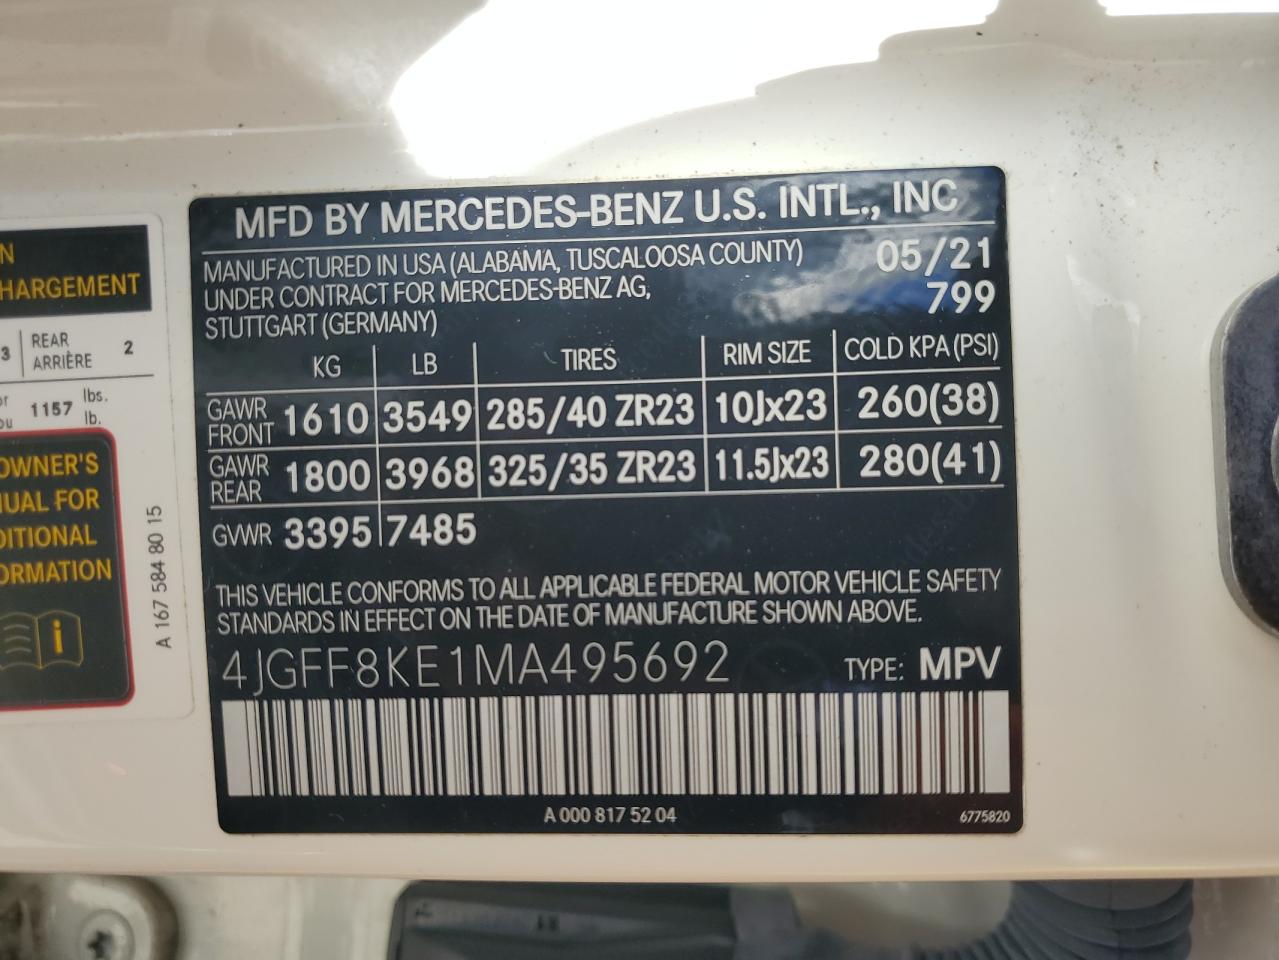 N
HARGEMENT
3 REAR ARRIÈRE 2
1157 lbs. lb.
OWNER'S
UAL FOR
DITIONAL
ORMATION
i
A 167 584 80 15
MFD BY MERCEDES-BENZ U.S. INTL., INC
MANUFACTURED IN USA (ALABAMA, TUSCALOOSA COUNTY) 05/21
UNDER CONTRACT FOR MERCEDES-BENZ AG, 799
STUTTGART (GERMANY)
KG LB TIRES RIM SIZE COLD KPA (PSI)
GAWR FRONT 1610 3549 285/40 ZR23 10Jx23 260(38)
GAWR REAR 1800 3968 325/35 ZR23 11.5Jx23 280(41)
GVWR 3395 7485
THIS VEHICLE CONFORMS TO ALL APPLICABLE FEDERAL MOTOR VEHICLE SAFETY
STANDARDS IN EFFECT ON THE DATE OF MANUFACTURE SHOWN ABOVE.
4JGFF8KE1MA495692 TYPE: MPV
A 000 817 52 04
6775820